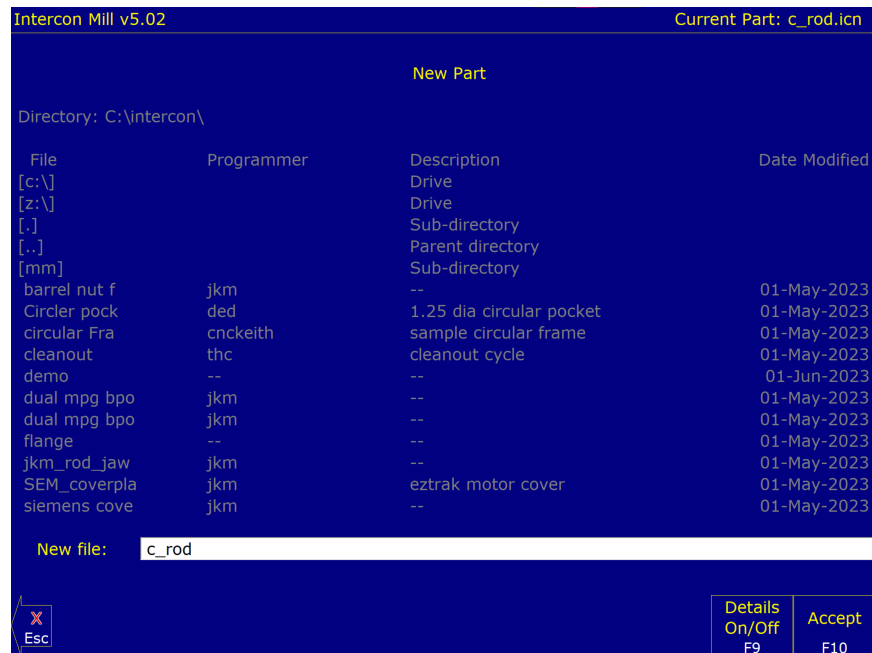 Intercon Mill v5.02 Current Part: c_rod.icn
New Part
Directory: C:\intercon\
File Programmer Description Date Modified
[c:\] Drive
[z:\] Drive
[.] Sub-directory
[..] Parent directory
[mm] Sub-directory
barrel nut f jkm -- 01-May-2023
Circler pock ded 1.25 dia circular pocket 01-May-2023
circular Fra cnckeith sample circular frame 01-May-2023
cleanout thc cleanout cycle 01-May-2023
demo -- -- 01-Jun-2023
dual mpg bpo jkm -- 01-May-2023
dual mpg bpo jkm -- 01-May-2023
flange -- -- 01-May-2023
jkm_rod_jaw jkm -- 01-May-2023
SEM_coverpla jkm eztrak motor cover 01-May-2023
siemens cove jkm -- 01-May-2023
New file: c_rod
X
Esc
Details
On/Off
F9
Accept
F10